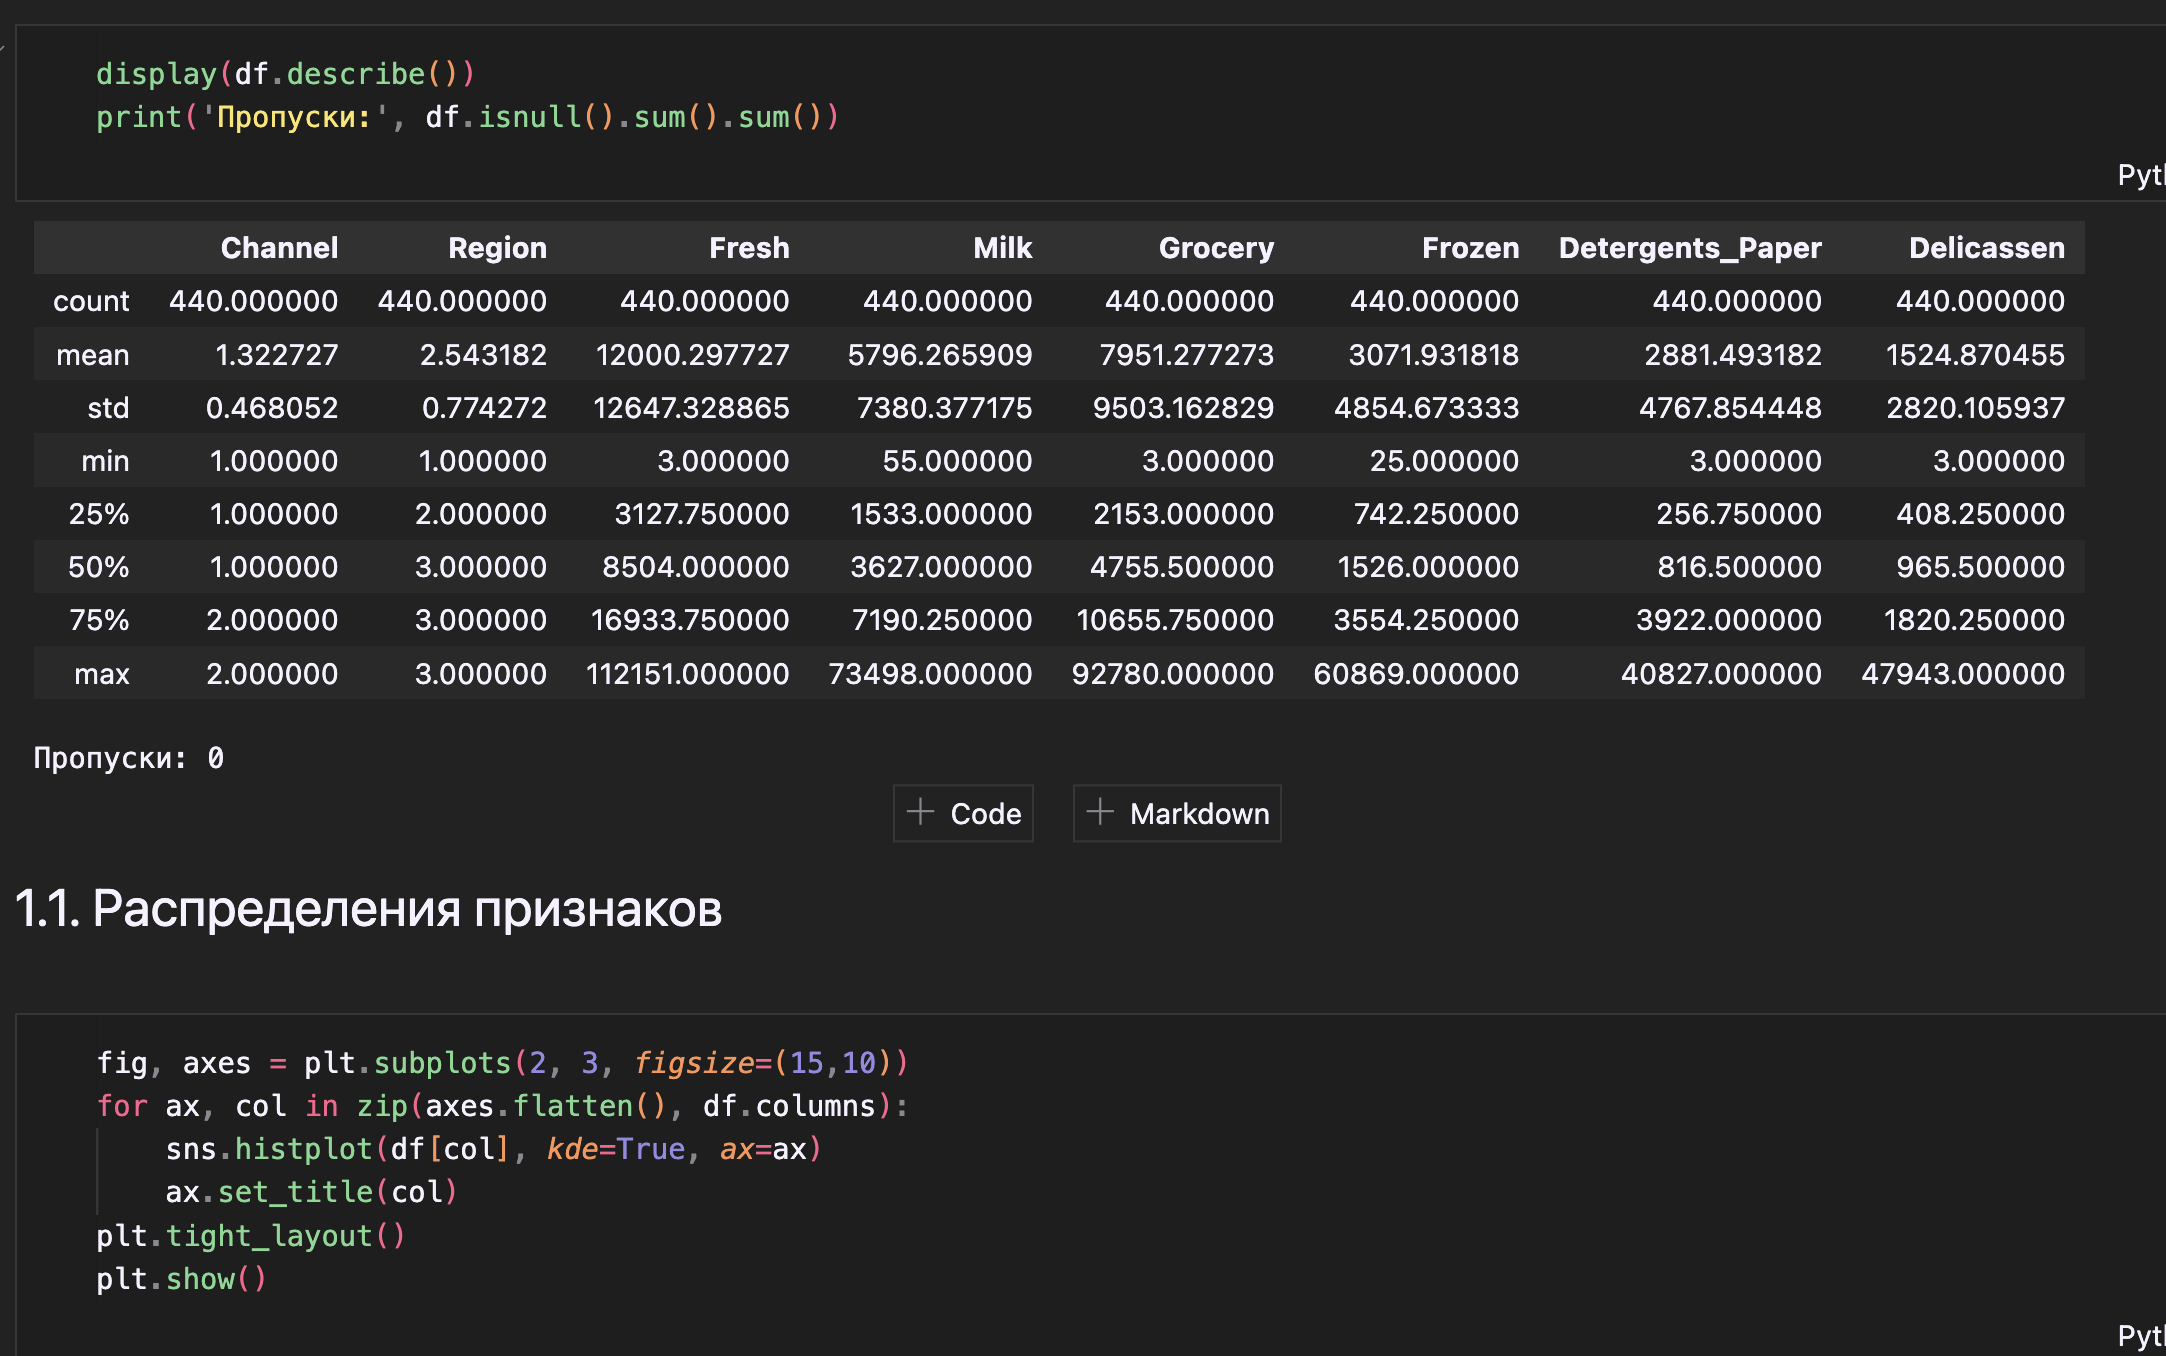 display(df.describe())
print('Пропуски:', df.isnull().sum().sum())
Channel Region Fresh Milk Grocery Frozen Detergents_Paper Delicassen
count 440.000000 440.000000 440.000000 440.000000 440.000000 440.000000 440.000000 440.000000
mean 1.322727 2.543182 12000.297727 5796.265909 7951.277273 3071.931818 2881.493182 1524.870455
std 0.468052 0.774272 12647.328865 7380.377175 9503.162829 4854.673333 4767.854448 2820.105937
min 1.000000 1.000000 3.000000 55.000000 3.000000 25.000000 3.000000 3.000000
25% 1.000000 2.000000 3127.750000 1533.000000 2153.000000 742.250000 256.750000 408.250000
50% 1.000000 3.000000 8504.000000 3627.000000 4755.500000 1526.000000 816.500000 965.500000
75% 2.000000 3.000000 16933.750000 7190.250000 10655.750000 3554.250000 3922.000000 1820.250000
max 2.000000 3.000000 112151.000000 73498.000000 92780.000000 60869.000000 40827.000000 47943.000000
Пропуски: 0
Code Markdown
1.1. Распределения признаков
fig, axes = plt.subplots(2, 3, figsize=(15,10))
for ax, col in zip(axes.flatten(), df.columns):
    sns.histplot(df[col], kde=True, ax=ax)
    ax.set_title(col)
plt.tight_layout()
plt.show()